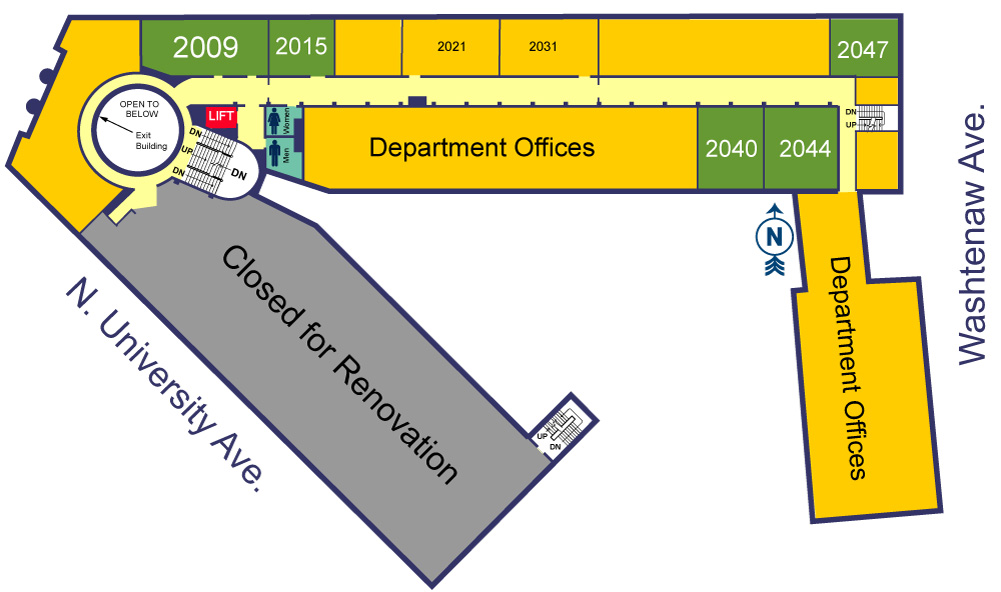 2009
2015
2021
2031
2047
OPEN TO
BELOW
Exit
Building
LIFT
Women
Men
DN
UP
DN
DN
Department Offices
2040
2044
DN
UP
N
Department Offices
Closed for Renovation
UP
DN
N. University Ave.
Washtenaw Ave.